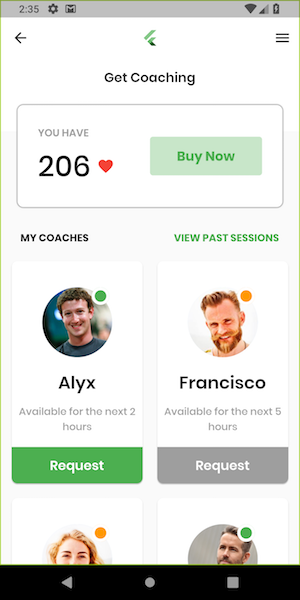 2:35
Get Coaching
YOU HAVE
206
Buy Now
MY COACHES
VIEW PAST SESSIONS
Alyx
Available for the next 2
hours
Request
Francisco
Available for the next 5
hours
Request